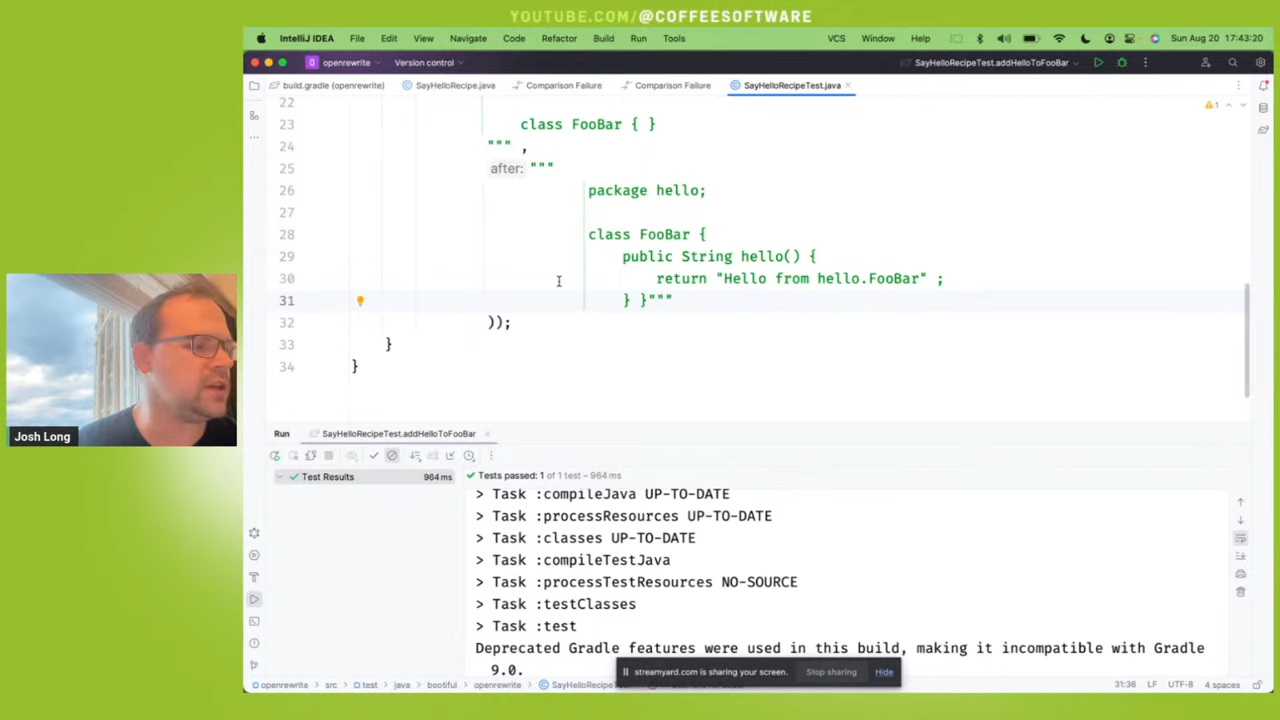 YOUTUBE.COM/@COFFEESOFTWARE
IntelliJ IDEA File Edit View Navigate Code Refactor Build Run Tools VCS Window Help Sun Aug 20 17:43:20
O openrewrite Version control SayHelloRecipeTest.addHelloToFooBar
build.gradle (openrewrite) SayHelloRecipe.java Comparison Failure Comparison Failure SayHelloRecipeTest.java
22
23 class FooBar { }
24 """ ,
25 after: """
26 package hello;
27
28 class FooBar {
29 public String hello() {
30 return "Hello from hello.FooBar" ;
31 } }"""
32 ));
33 }
34 }
1
Josh Long
Run SayHelloRecipeTest.addHelloToFooBar
Test Results 964 ms
Tests passed: 1 of 1 test – 964 ms
> Task :compileJava UP-TO-DATE
> Task :processResources UP-TO-DATE
> Task :classes UP-TO-DATE
> Task :compileTestJava
> Task :processTestResources NO-SOURCE
> Task :testClasses
> Task :test
Deprecated Gradle features were used in this build, making it incompatible with Gradle
9.0.
streamyard.com is sharing your screen. Stop sharing Hide
openrewrite src test java bootiful openrewrite 31:36 LF UTF-8 4 spaces